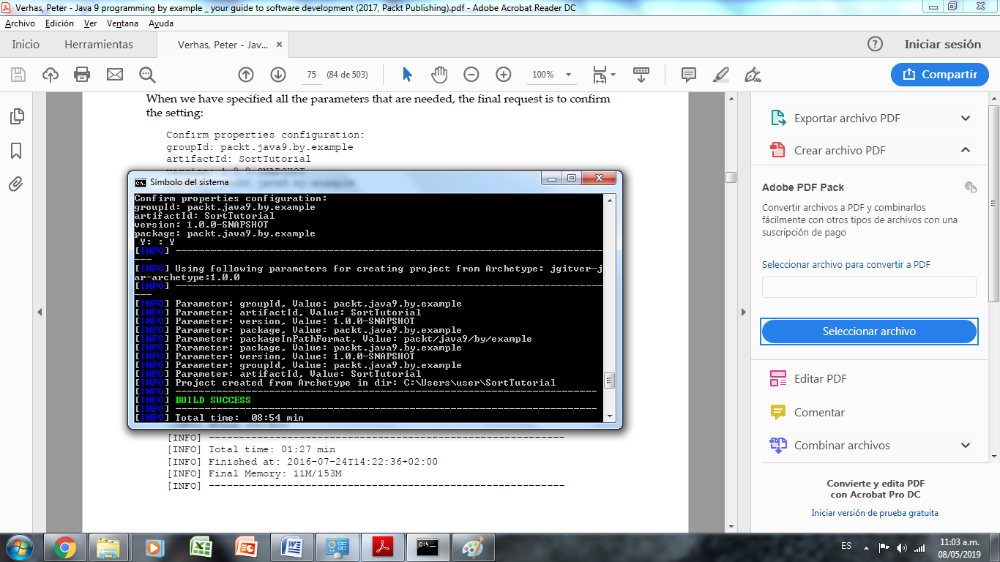 Verhas, Peter - Java 9 programming by example _ your guide to software development (2017, Packt Publishing).pdf - Adobe Acrobat Reader DC
Archivo Edición Ver Ventana Ayuda
Inicio Herramientas Verhas, Peter - Jav... × Iniciar sesión
75 (84 de 503) 100% Compartir
When we have specified all the parameters that are needed, the final request is to confirm
the setting:
Confirm properties configuration:
groupId: packt.java9.by.example
artifactId: SortTutorial
Símbolo del sistema
Confirm properties configuration:
groupId: packt.java9.by.example
artifactId: SortTutorial
version: 1.0.0-SNAPSHOT
package: packt.java9.by.example
Y: : Y
[INFO] -------------------------------------------------------------------------
---
[INFO] Using following parameters for creating project from Archetype: jgitver-j
ar-archetype:1.0.0
[INFO] -------------------------------------------------------------------------
---
[INFO] Parameter: groupId, Value: packt.java9.by.example
[INFO] Parameter: artifactId, Value: SortTutorial
[INFO] Parameter: version, Value: 1.0.0-SNAPSHOT
[INFO] Parameter: package, Value: packt.java9.by.example
[INFO] Parameter: packageInPathFormat, Value: packt/java9/by/example
[INFO] Parameter: package, Value: packt.java9.by.example
[INFO] Parameter: version, Value: 1.0.0-SNAPSHOT
[INFO] Parameter: groupId, Value: packt.java9.by.example
[INFO] Parameter: artifactId, Value: SortTutorial
[INFO] Project created from Archetype in dir: C:\Users\user\SortTutorial
[INFO] ------------------------------------------------------------------------
[INFO] BUILD SUCCESS
[INFO] ------------------------------------------------------------------------
[INFO] Total time:  08:54 min
[INFO] -----------------------------------------------------------
[INFO] Total time: 01:27 min
[INFO] Finished at: 2016-07-24T14:22:36+02:00
[INFO] Final Memory: 11M/153M
[INFO] -----------------------------------------------------------
Exportar archivo PDF
Crear archivo PDF
Adobe PDF Pack
Convertir archivos a PDF y combinarlos
fácilmente con otros tipos de archivos con una
suscripción de pago
Seleccionar archivo para convertir a PDF
Seleccionar archivo
Editar PDF
Comentar
Combinar archivos
Convierte y edita PDF
con Acrobat Pro DC
Iniciar versión de prueba gratuita
ES
11:03 a.m.
08/05/2019